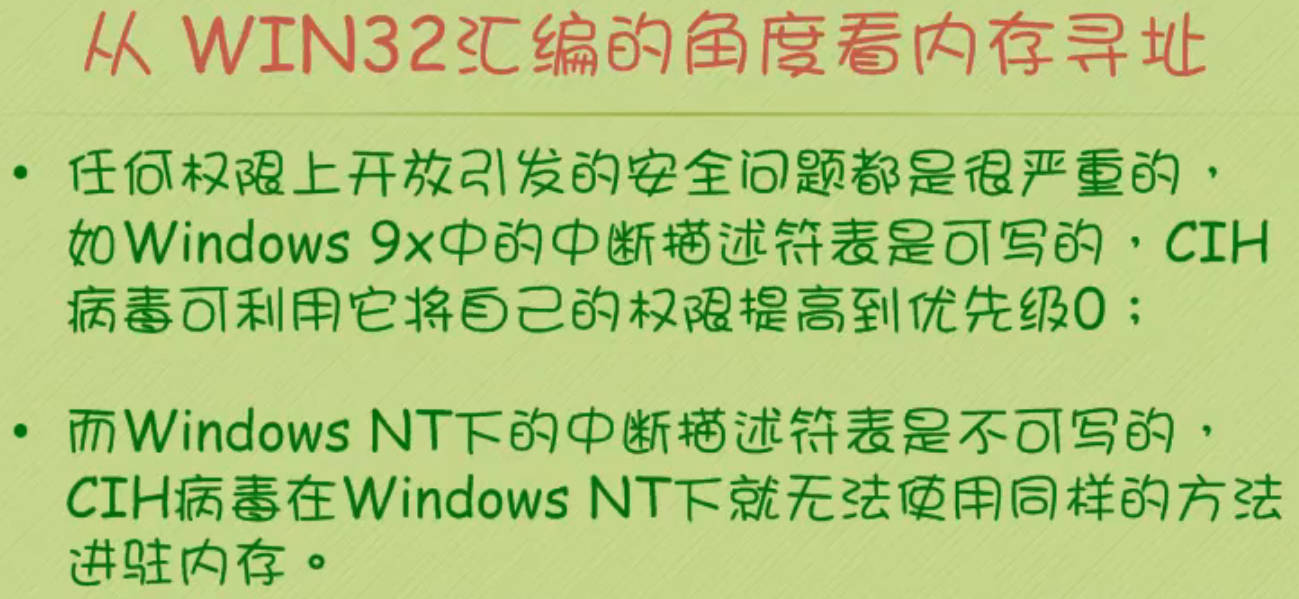 从 WIN32汇编的角度看内存寻址
• 任何权限上开放引发的安全问题都是很严重的，
如Windows 9x中的中断描述符表是可写的，CIH
病毒可利用它将自己的权限提高到优先级0；
• 而Windows NT下的中断描述符表是不可写的，
CIH病毒在Windows NT下就无法使用同样的方法
进驻内存。